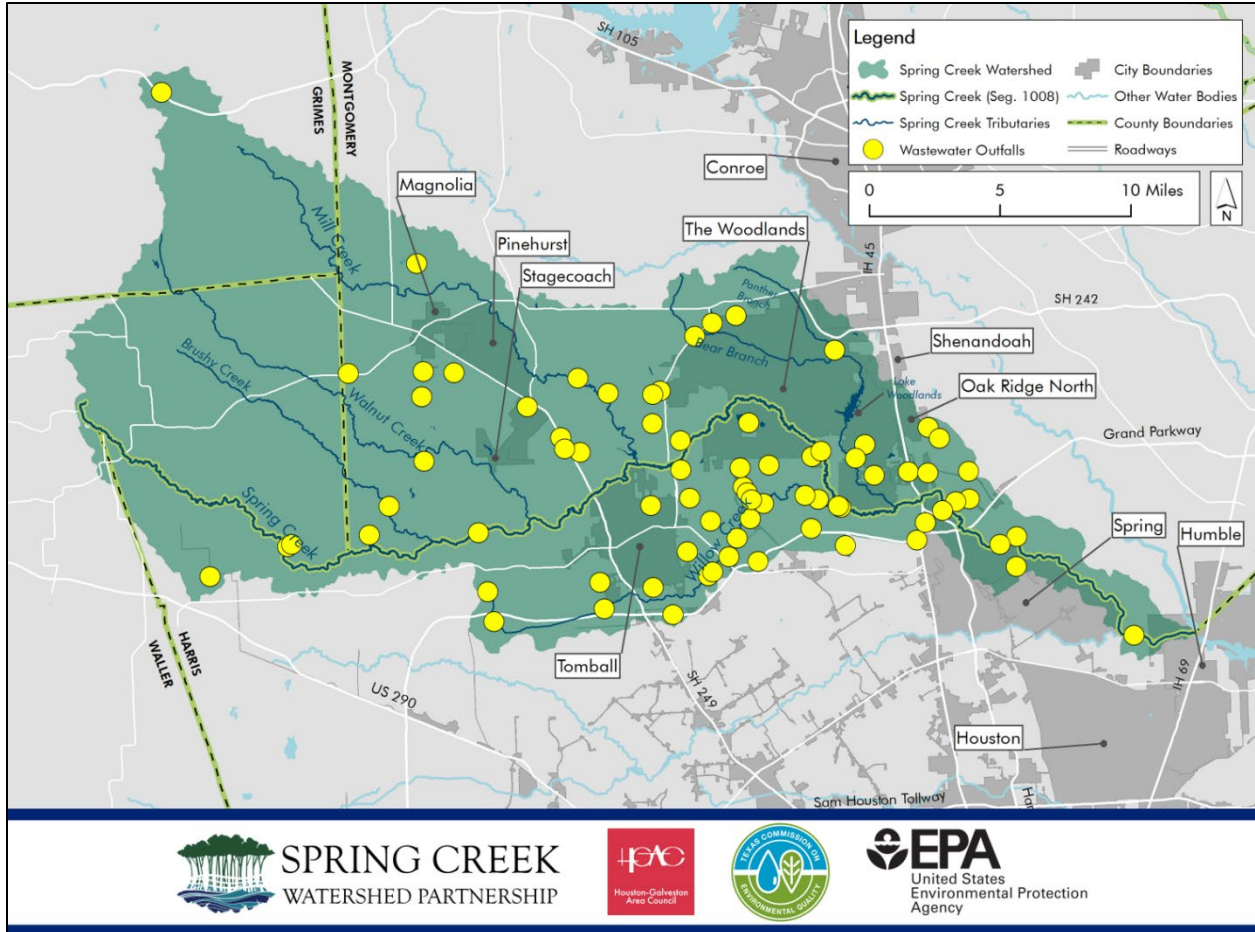 Legend
Spring Creek Watershed
Spring Creek (Seg. 1008)
Spring Creek Tributaries
Wastewater Outfalls
City Boundaries
Other Water Bodies
County Boundaries
Roadways
0 5 10 Miles
N
SH 105
MONTGOMERY
GRIMES
Conroe
Magnolia
Mill Creek
The Woodlands
Pinehurst
Stagecoach
IH 45
Panther
Branch
SH 242
Bear Branch
Shenandoah
Brushy Creek
Lake
Woodlands
Oak Ridge North
Walnut Creek
Grand Parkway
Spring Creek
Willow Creek
Spring
Humble
HARRIS
WALLER
Tomball
IH 69
US 290
SH 249
Houston
Sam Houston Tollway
Har
SPRING CREEK
WATERSHED PARTNERSHIP
HGAC
Houston-Galveston
Area Council
TEXAS COMMISSION ON
ENVIRONMENTAL QUALITY
EPA
United States
Environmental Protection
Agency